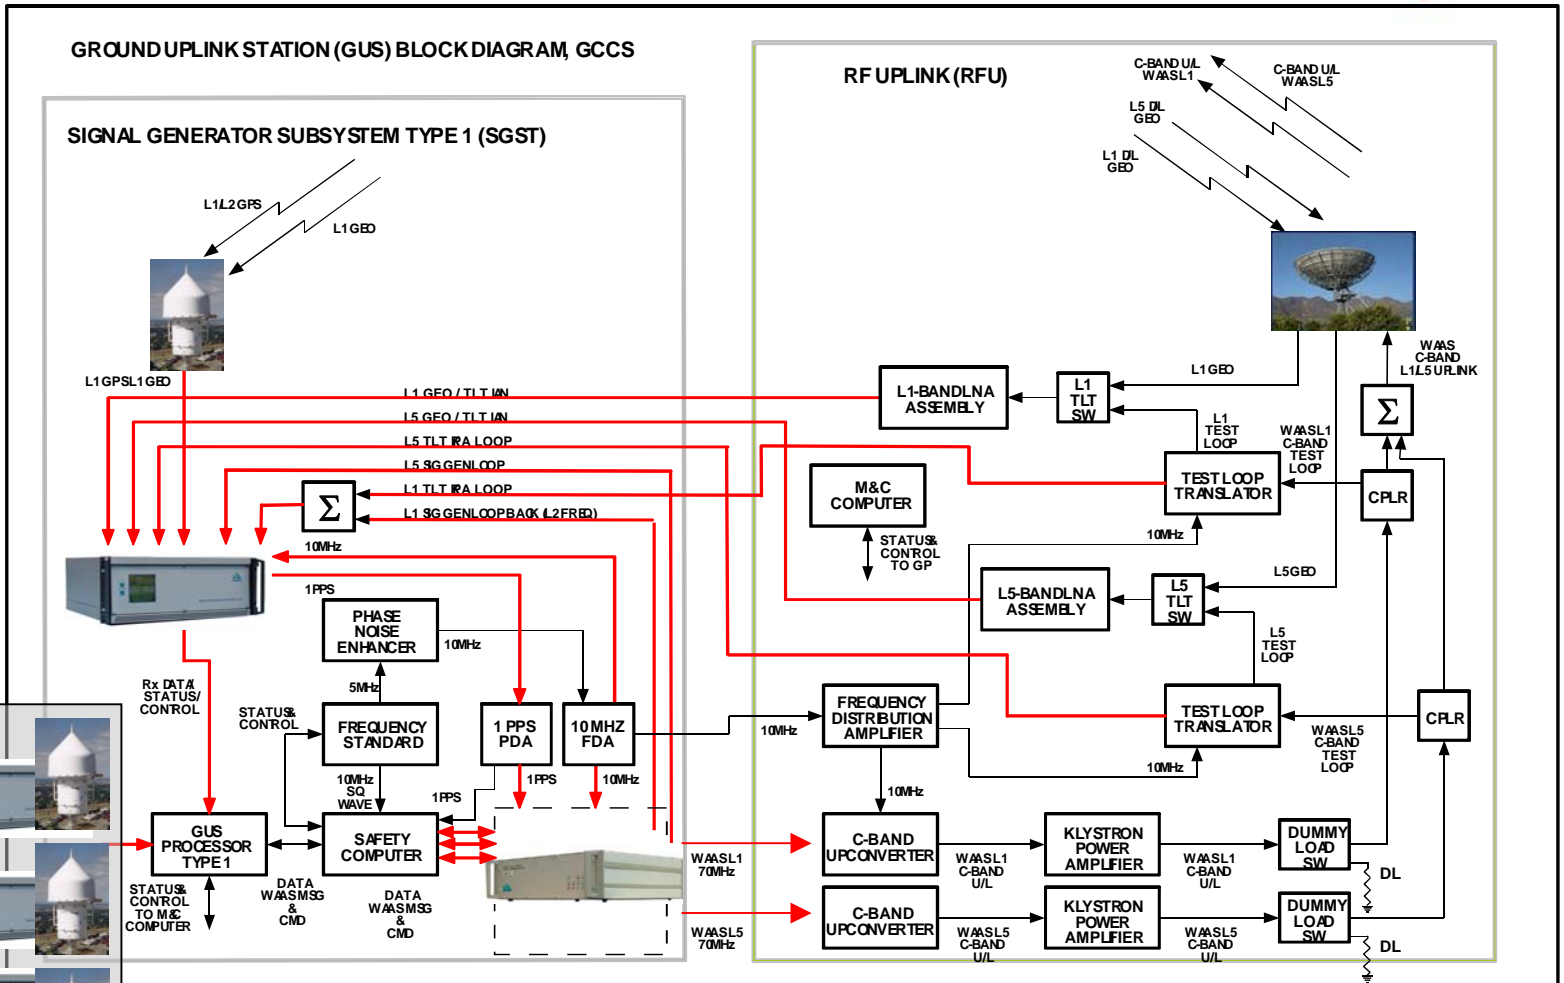 GROUND UPLINK STATION (GUS) BLOCK DIAGRAM, GCCS
RF UPLINK (RFU)
C-BAND U/L
WAAS L1
C-BAND U/L
WAAS L5
L5 D/L
GEO
L1 D/L
GEO
SIGNAL GENERATOR SUBSYSTEM TYPE 1 (SGST)
L1/L2 GPS
L1 GEO
L1 GPS L1 GEO
L1 GEO / TLT IAN
L5 GEO / TLT IAN
L5 TLT IRA LOOP
L5 SIG GEN LOOP
L1 TLT IRA LOOP
L1 SIG GEN LOOPBACK (L2 FREQ)
Σ
10MHz
1PPS
L1-BAND LNA
ASSEMBLY
L1
TLT
SW
L1 GEO
WAAS
C-BAND
L1/L5 UPLINK
Σ
L1
TEST
LOOP
WAAS L1
C-BAND
TEST
LOOP
M&C
COMPUTER
TEST LOOP
TRANSLATOR
CPLR
STATUS &
CONTROL
TO GP
10MHz
L5-BAND LNA
ASSEMBLY
L5
TLT
SW
L5 GEO
L5
TEST
LOOP
PHASE
NOISE
ENHANCER
10MHz
5MHz
Rx DATA/
STATUS/
CONTROL
STATUS &
CONTROL
FREQUENCY
STANDARD
1 PPS
PDA
10 MHZ
FDA
10MHz
FREQUENCY
DISTRIBUTION
AMPLIFIER
TEST LOOP
TRANSLATOR
CPLR
WAAS L5
C-BAND
TEST
LOOP
10MHz
10MHz
SQ
WAVE
1PPS
1PPS
10MHz
10MHz
GUS
PROCESSOR
TYPE 1
SAFETY
COMPUTER
STATUS &
CONTROL
TO M&C
COMPUTER
DATA
WAAS MSG
&
CMD
DATA
WAAS MSG
&
CMD
WAAS L1
70MHz
C-BAND
UPCONVERTER
WAAS L1
C-BAND
U/L
KLYSTRON
POWER
AMPLIFIER
WAAS L1
C-BAND
U/L
DUMMY
LOAD
SW
DL
WAAS L5
70MHz
C-BAND
UPCONVERTER
WAAS L5
C-BAND
U/L
KLYSTRON
POWER
AMPLIFIER
WAAS L5
C-BAND
U/L
DUMMY
LOAD
SW
DL